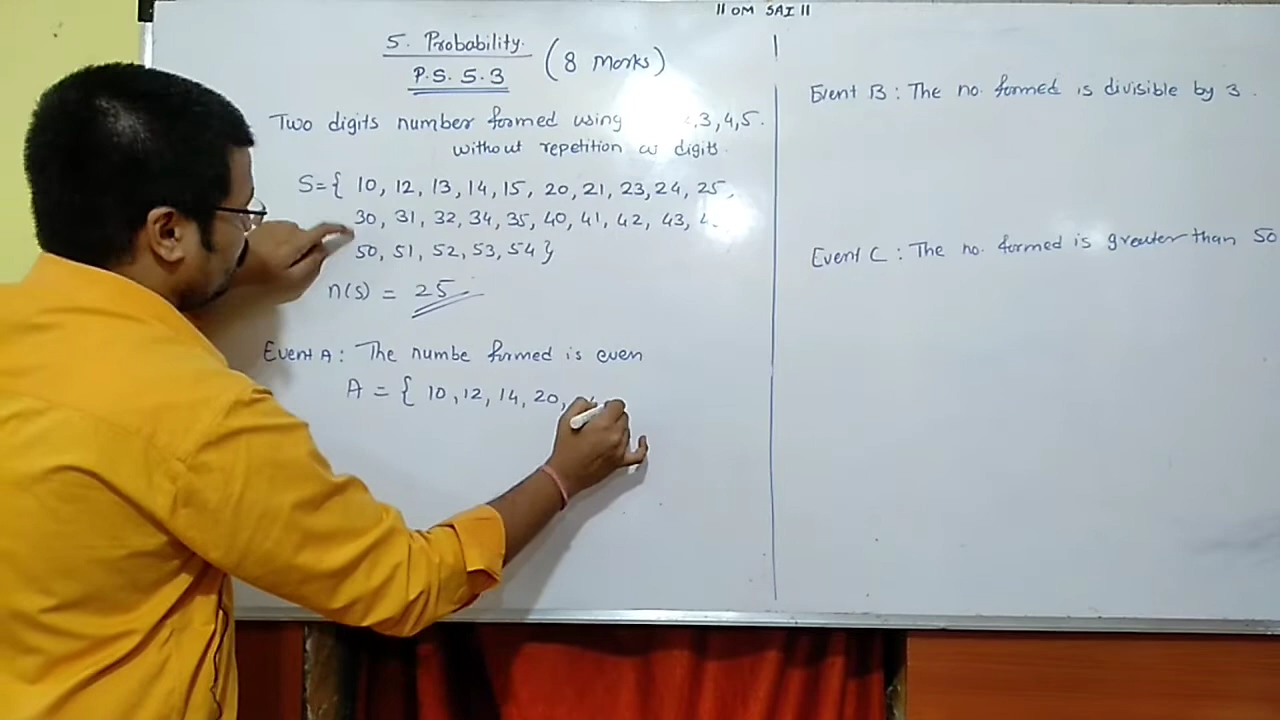 || OM SAI ||
5. Probability.
P.S. 5.3 (8 marks)
Two digits number formed using ,3,4,5.
without repetition as digits.
S={ 10, 12, 13, 14, 15, 20, 21, 23, 24, 25,
30, 31, 32, 34, 35, 40, 41, 42, 43,
50, 51, 52, 53, 54 }
n(s) = 25
Event A: The numbe formed is even
A = { 10, 12, 14, 20,
Event B : The no. formed is divisible by 3.
Event C : The no. formed is greater than 50